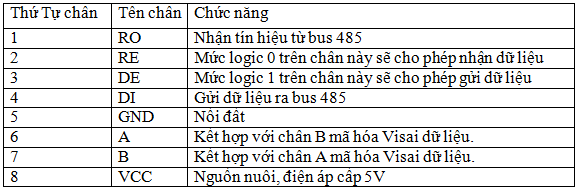 Thứ Tự chân Tên chân Chức năng
1 RO Nhận tín hiệu từ bus 485
2 RE Mức logic 0 trên chân này sẽ cho phép nhận dữ liệu
3 DE Mức logic 1 trên chân này sẽ cho phép gửi dữ liệu
4 DI Gửi dữ liệu ra bus 485
5 GND Nối đất
6 A Kết hợp với chân B mã hóa Visai dữ liệu.
7 B Kết hợp với chân A mã hóa Visai dữ liệu.
8 VCC Nguồn nuôi, điện áp cấp 5V